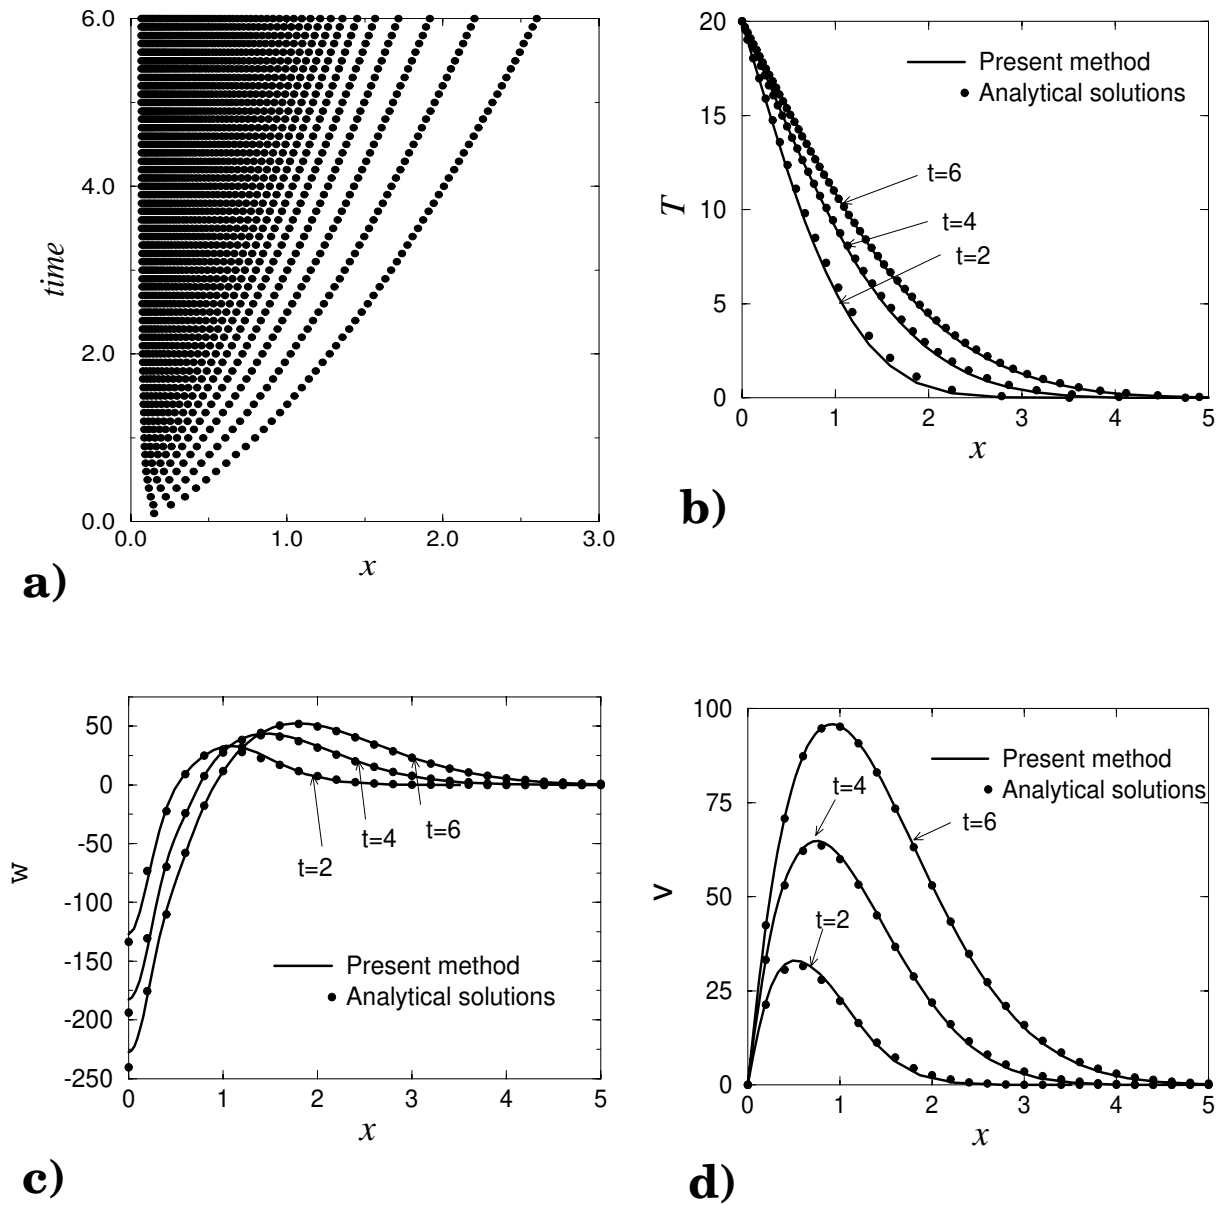 6.0
4.0
2.0
0.0
time
0.0 1.0 2.0 3.0
x
a)
20
15
10
5
0
T
Present method
Analytical solutions
t=6
t=4
t=2
0 1 2 3 4 5
x
b)
50
0
-50
-100
-150
-200
-250
w
t=2
t=4
t=6
Present method
Analytical solutions
0 1 2 3 4 5
x
c)
100
75
50
25
0
v
Present method
Analytical solutions
t=4
t=6
t=2
0 1 2 3 4 5
x
d)